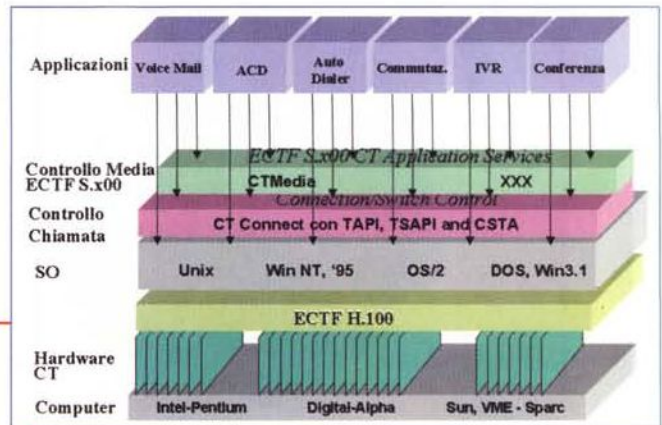 Applicazioni
Voice Mail
ACD
Auto Dialer
Commutaz.
IVR
Conferenza
ECTF S.x00 CT Application Services
Controllo Media
ECTF S.x00
CTMedia
XXX
Connection/Switch Control
Controllo
Chiamata
CT Connect con TAPI, TSAPI and CSTA
SO
Unix
Win NT, '95
OS/2
DOS, Win3.1
ECTF H.100
Hardware
CT
Computer
Intel-Pentium
Digital-Alpha
Sun, VME - Sparc